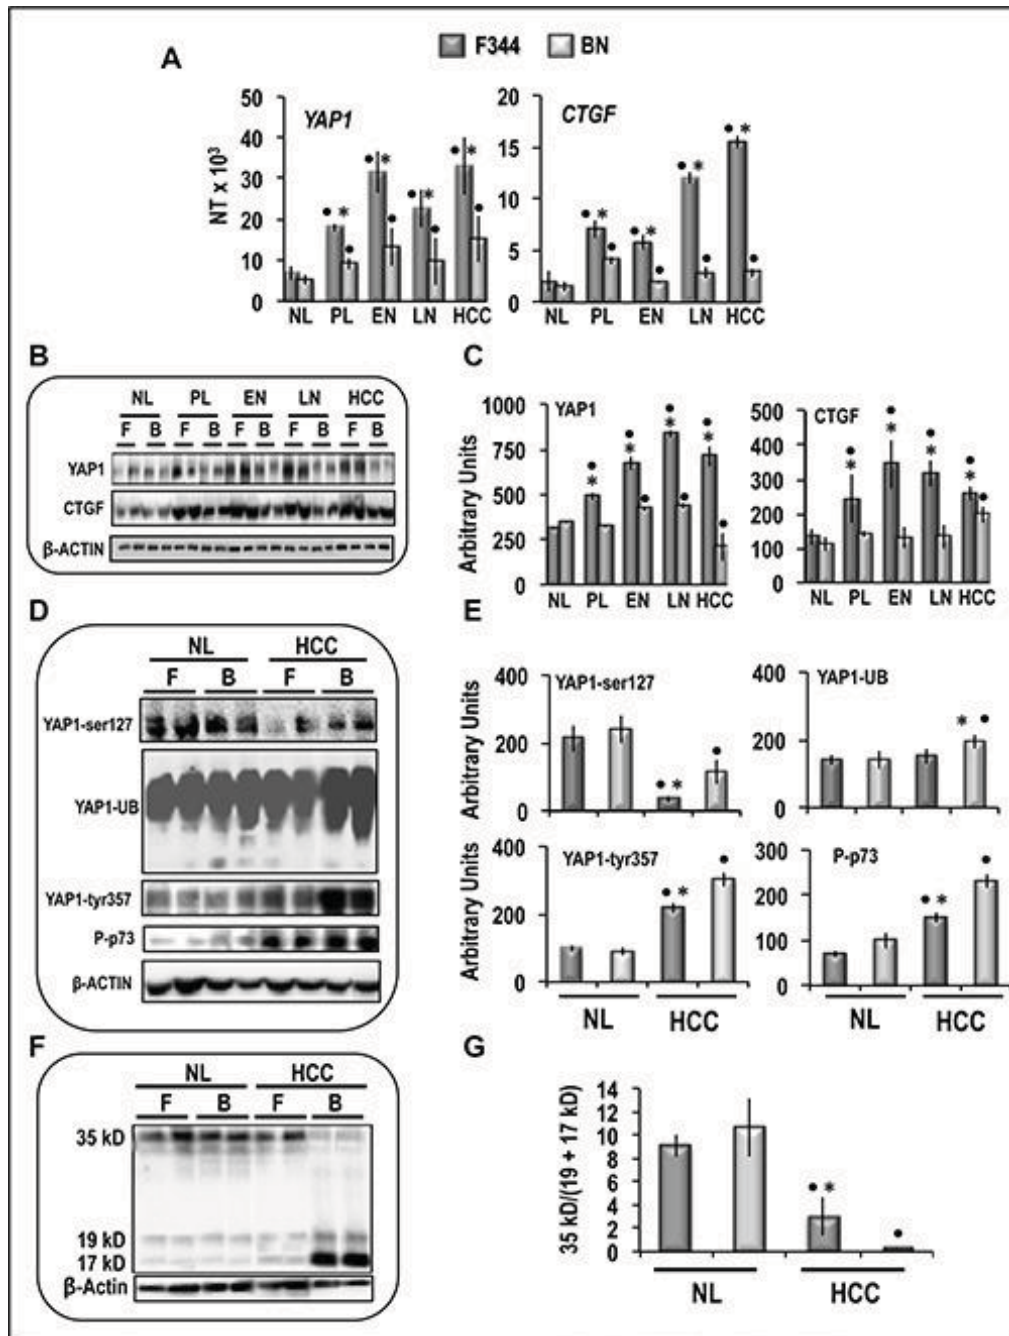 F344 BN
A
YAP1
CTGF
NT x 10³
50
40
30
20
10
0
20
15
10
5
0
NL PL EN LN HCC
NL PL EN LN HCC
B
NL PL EN LN HCC
F B F B F B F B F B
YAP1
CTGF
β-ACTIN
C
YAP1
CTGF
Arbitrary Units
1000
750
500
250
0
500
400
300
200
100
0
NL PL EN LN HCC
NL PL EN LN HCC
D
NL HCC
F B F B
YAP1-ser127
YAP1-UB
YAP1-tyr357
P-p73
β-ACTIN
E
YAP1-ser127
Arbitrary Units
400
200
0
YAP1-UB
400
200
0
YAP1-tyr357
Arbitrary Units
400
200
0
P-p73
300
200
100
0
NL HCC
NL HCC
F
NL HCC
F B F B
35 kD
19 kD
17 kD
β-Actin
G
35 kD/(19 + 17 kD)
14
12
10
8
6
4
2
0
NL HCC